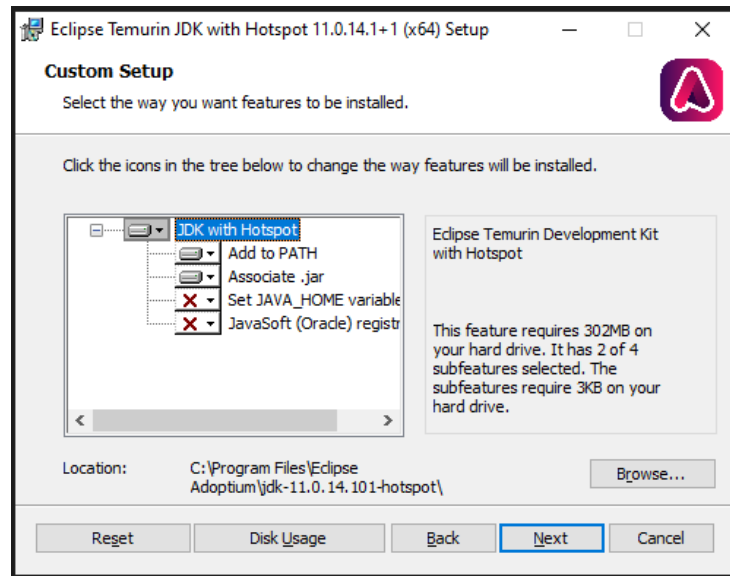 Eclipse Temurin JDK with Hotspot 11.0.14.1+1 (x64) Setup
Custom Setup
Select the way you want features to be installed.
Click the icons in the tree below to change the way features will be installed.
JDK with Hotspot
Add to PATH
Associate .jar
Set JAVA_HOME variable
JavaSoft (Oracle) registr
Eclipse Temurin Development Kit
with Hotspot
This feature requires 302MB on
your hard drive. It has 2 of 4
subfeatures selected. The
subfeatures require 3KB on your
hard drive.
Location:
C:\Program Files\Eclipse
Adoptium\jdk-11.0.14.101-hotspot\
Browse...
Reset
Disk Usage
Back
Next
Cancel